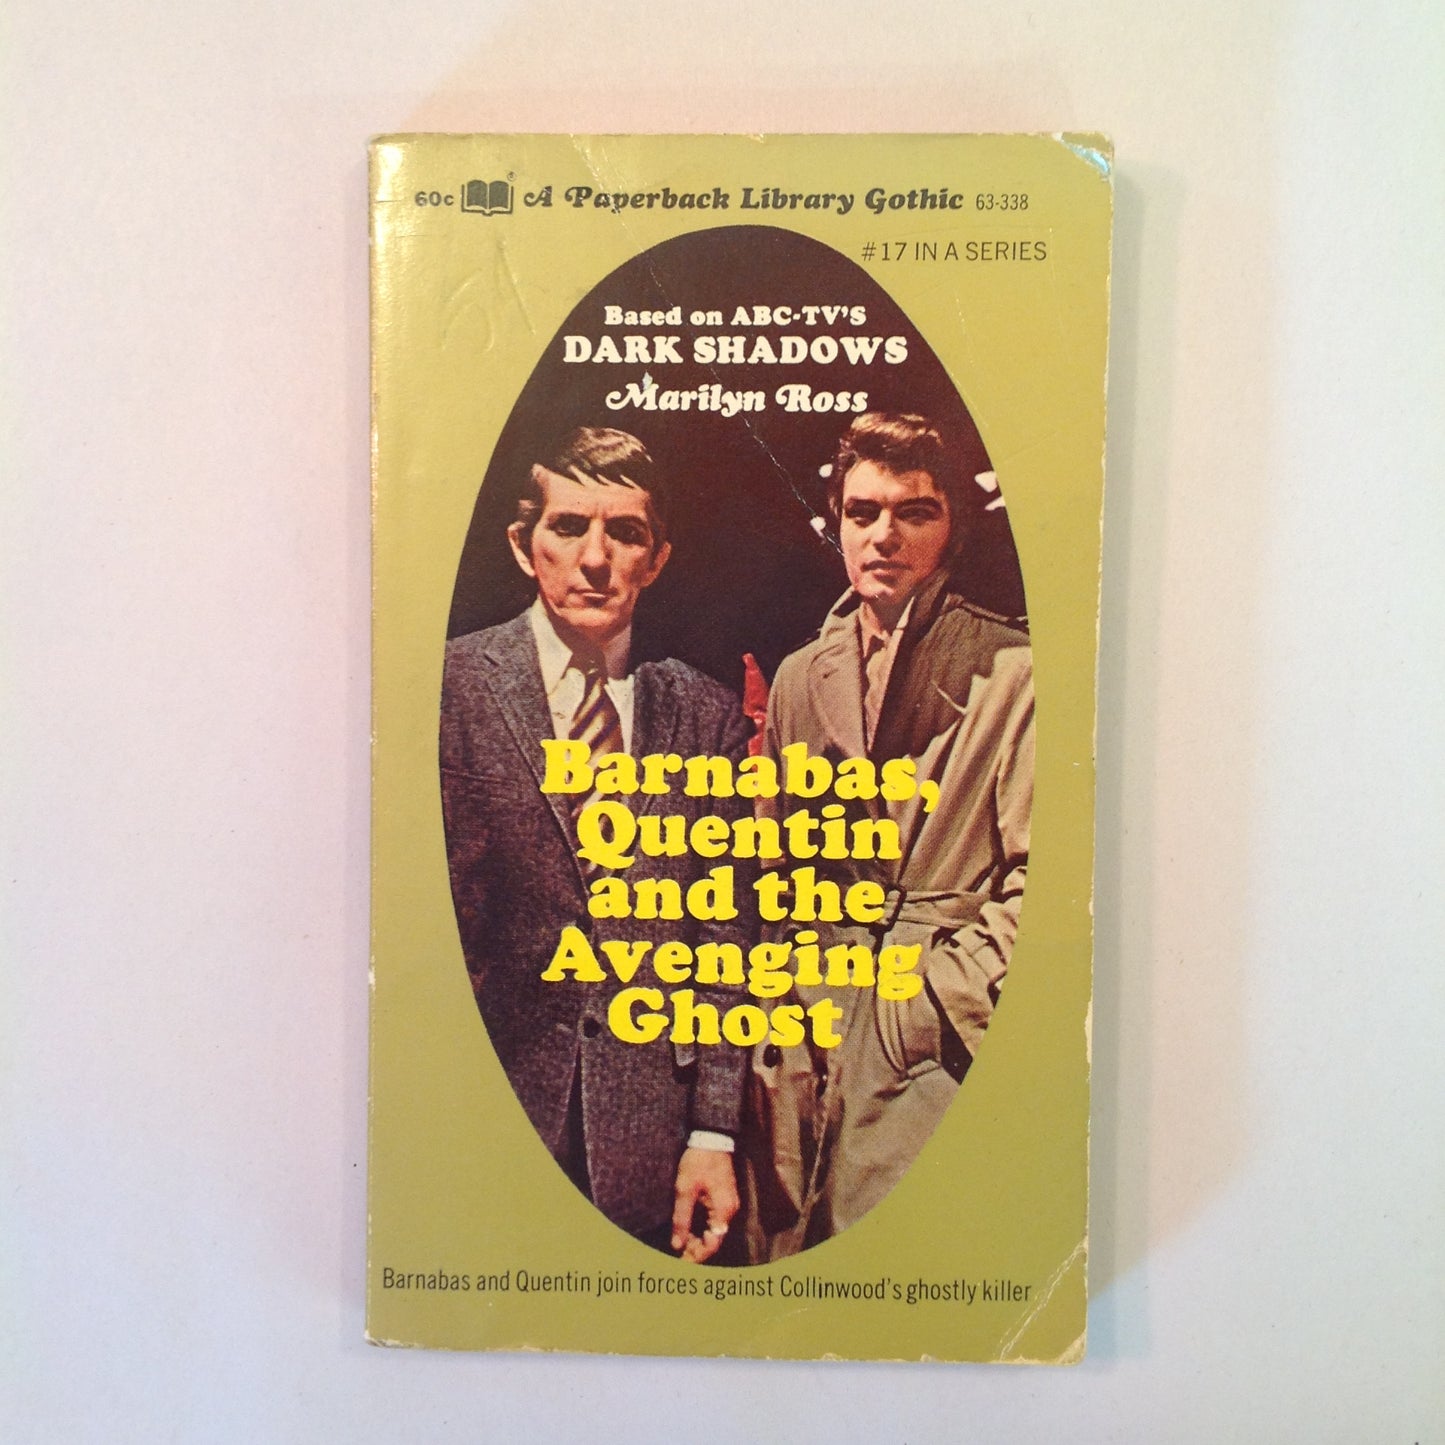 60c ® A Paperback Library Gothic 63-338
#17 IN A SERIES
Based on ABC-TV'S
DARK SHADOWS
Marilyn Ross
Barnabas,
Quentin
and the
Avenging
Ghost
Barnabas and Quentin join forces against Collinwood's ghostly killer